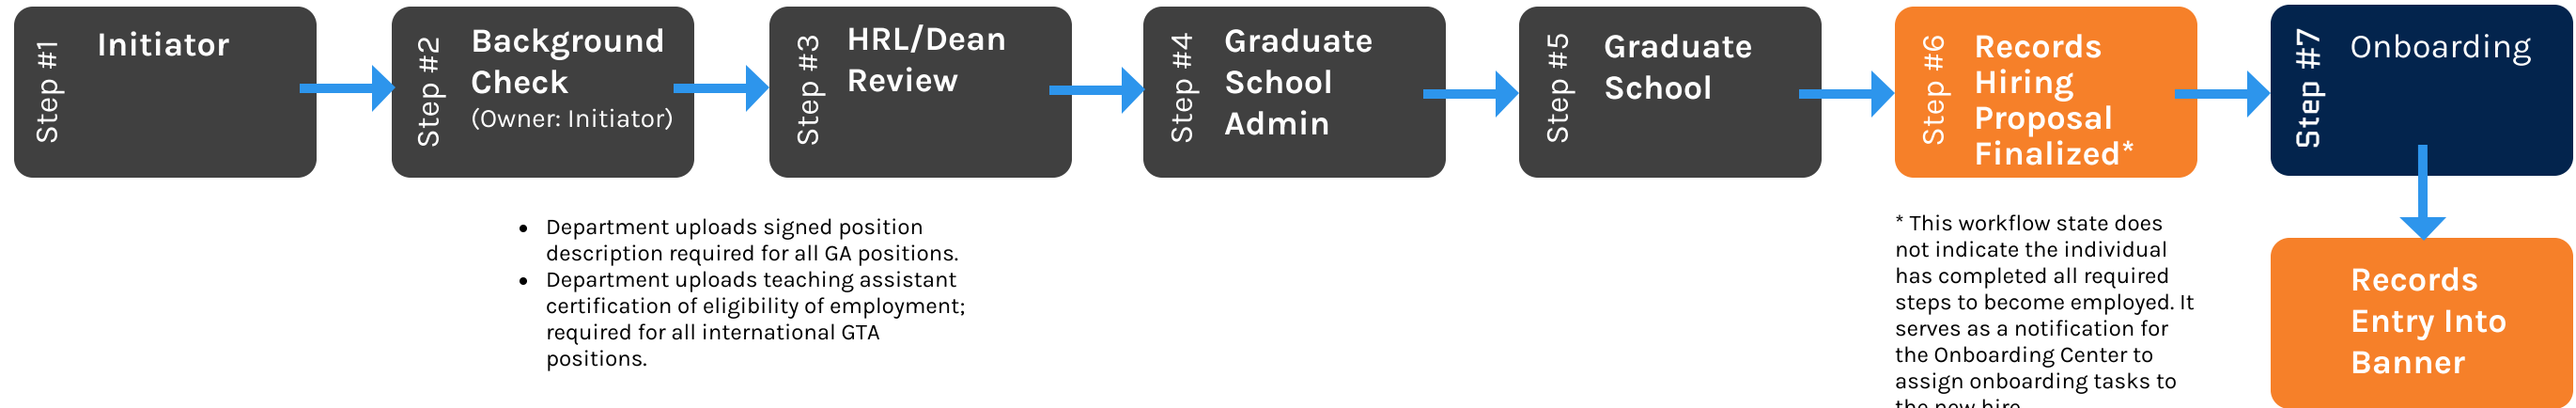 Step #1
Initiator
Step #2
Background
Check
(Owner: Initiator)
Step #3
HRL/Dean
Review
Step #4
Graduate
School
Admin
Step #5
Graduate
School
Step #6
Records
Hiring
Proposal
Finalized*
Step #7
Onboarding
• Department uploads signed position
description required for all GA positions.
• Department uploads teaching assistant
certification of eligibility of employment;
required for all international GTA
positions.
* This workflow state does
not indicate the individual
has completed all required
steps to become employed. It
serves as a notification for
the Onboarding Center to
assign onboarding tasks to
the new hire
Records
Entry Into
Banner